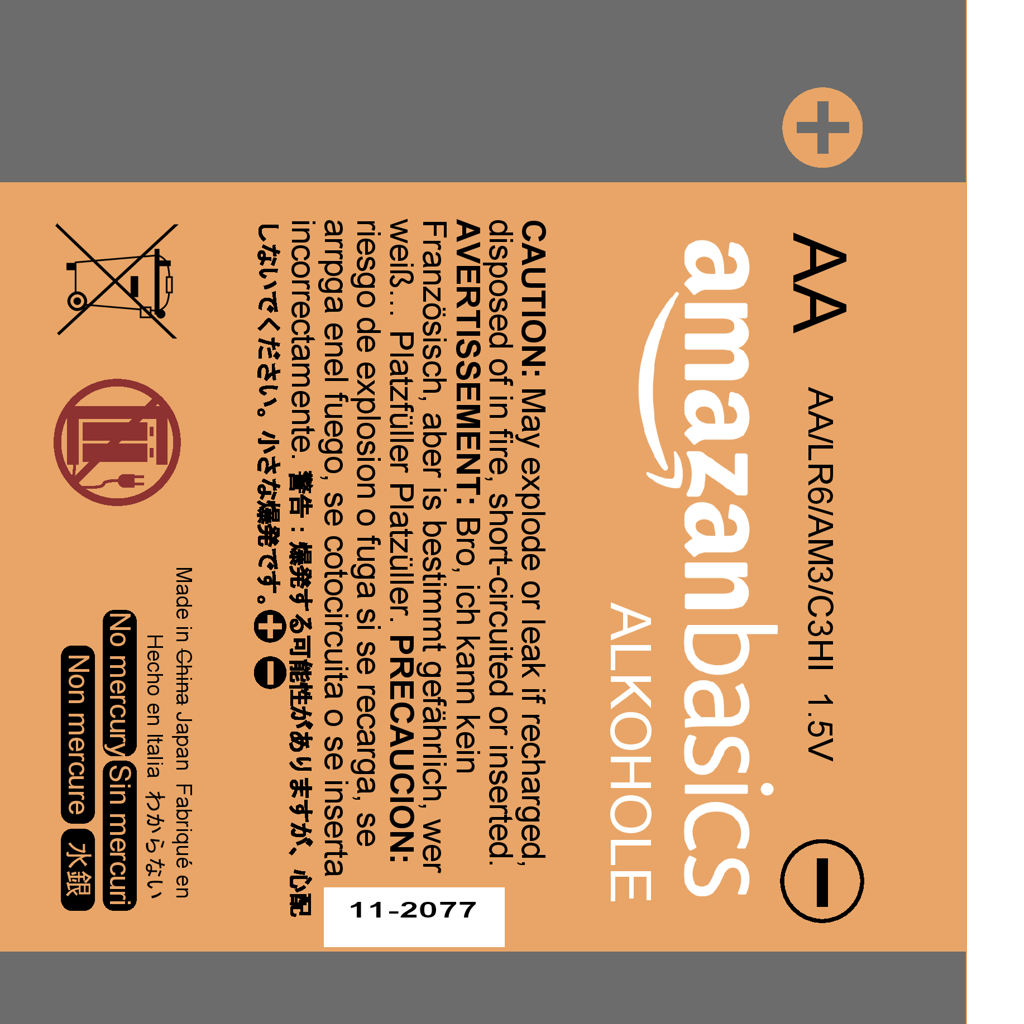 AA
AA/LR6/AM3/C3HI 1.5V
amazanbasics
ALKOHOLE
CAUTION: May explode or leak if recharged,
disposed of in fire, short-circuited or inserted.
AVERTISSEMENT: Bro, ich kann kein
Französisch, aber is bestimmt gefährlich, wer
weiß... Platzfüller Platzüller. PRECAUCION:
riesgo de explosion o fuga si se recarga, se
arrpga enel fuego, se cotocircuita o se inserta
incorrectamente. 警告：爆発する可能性がありますが、心配
しないでください。小さな爆発です。
11-2077
Made in China Japan Fabriqué en
Hecho en Italia わからない
No mercury Sin mercuri
Non mercure 水銀